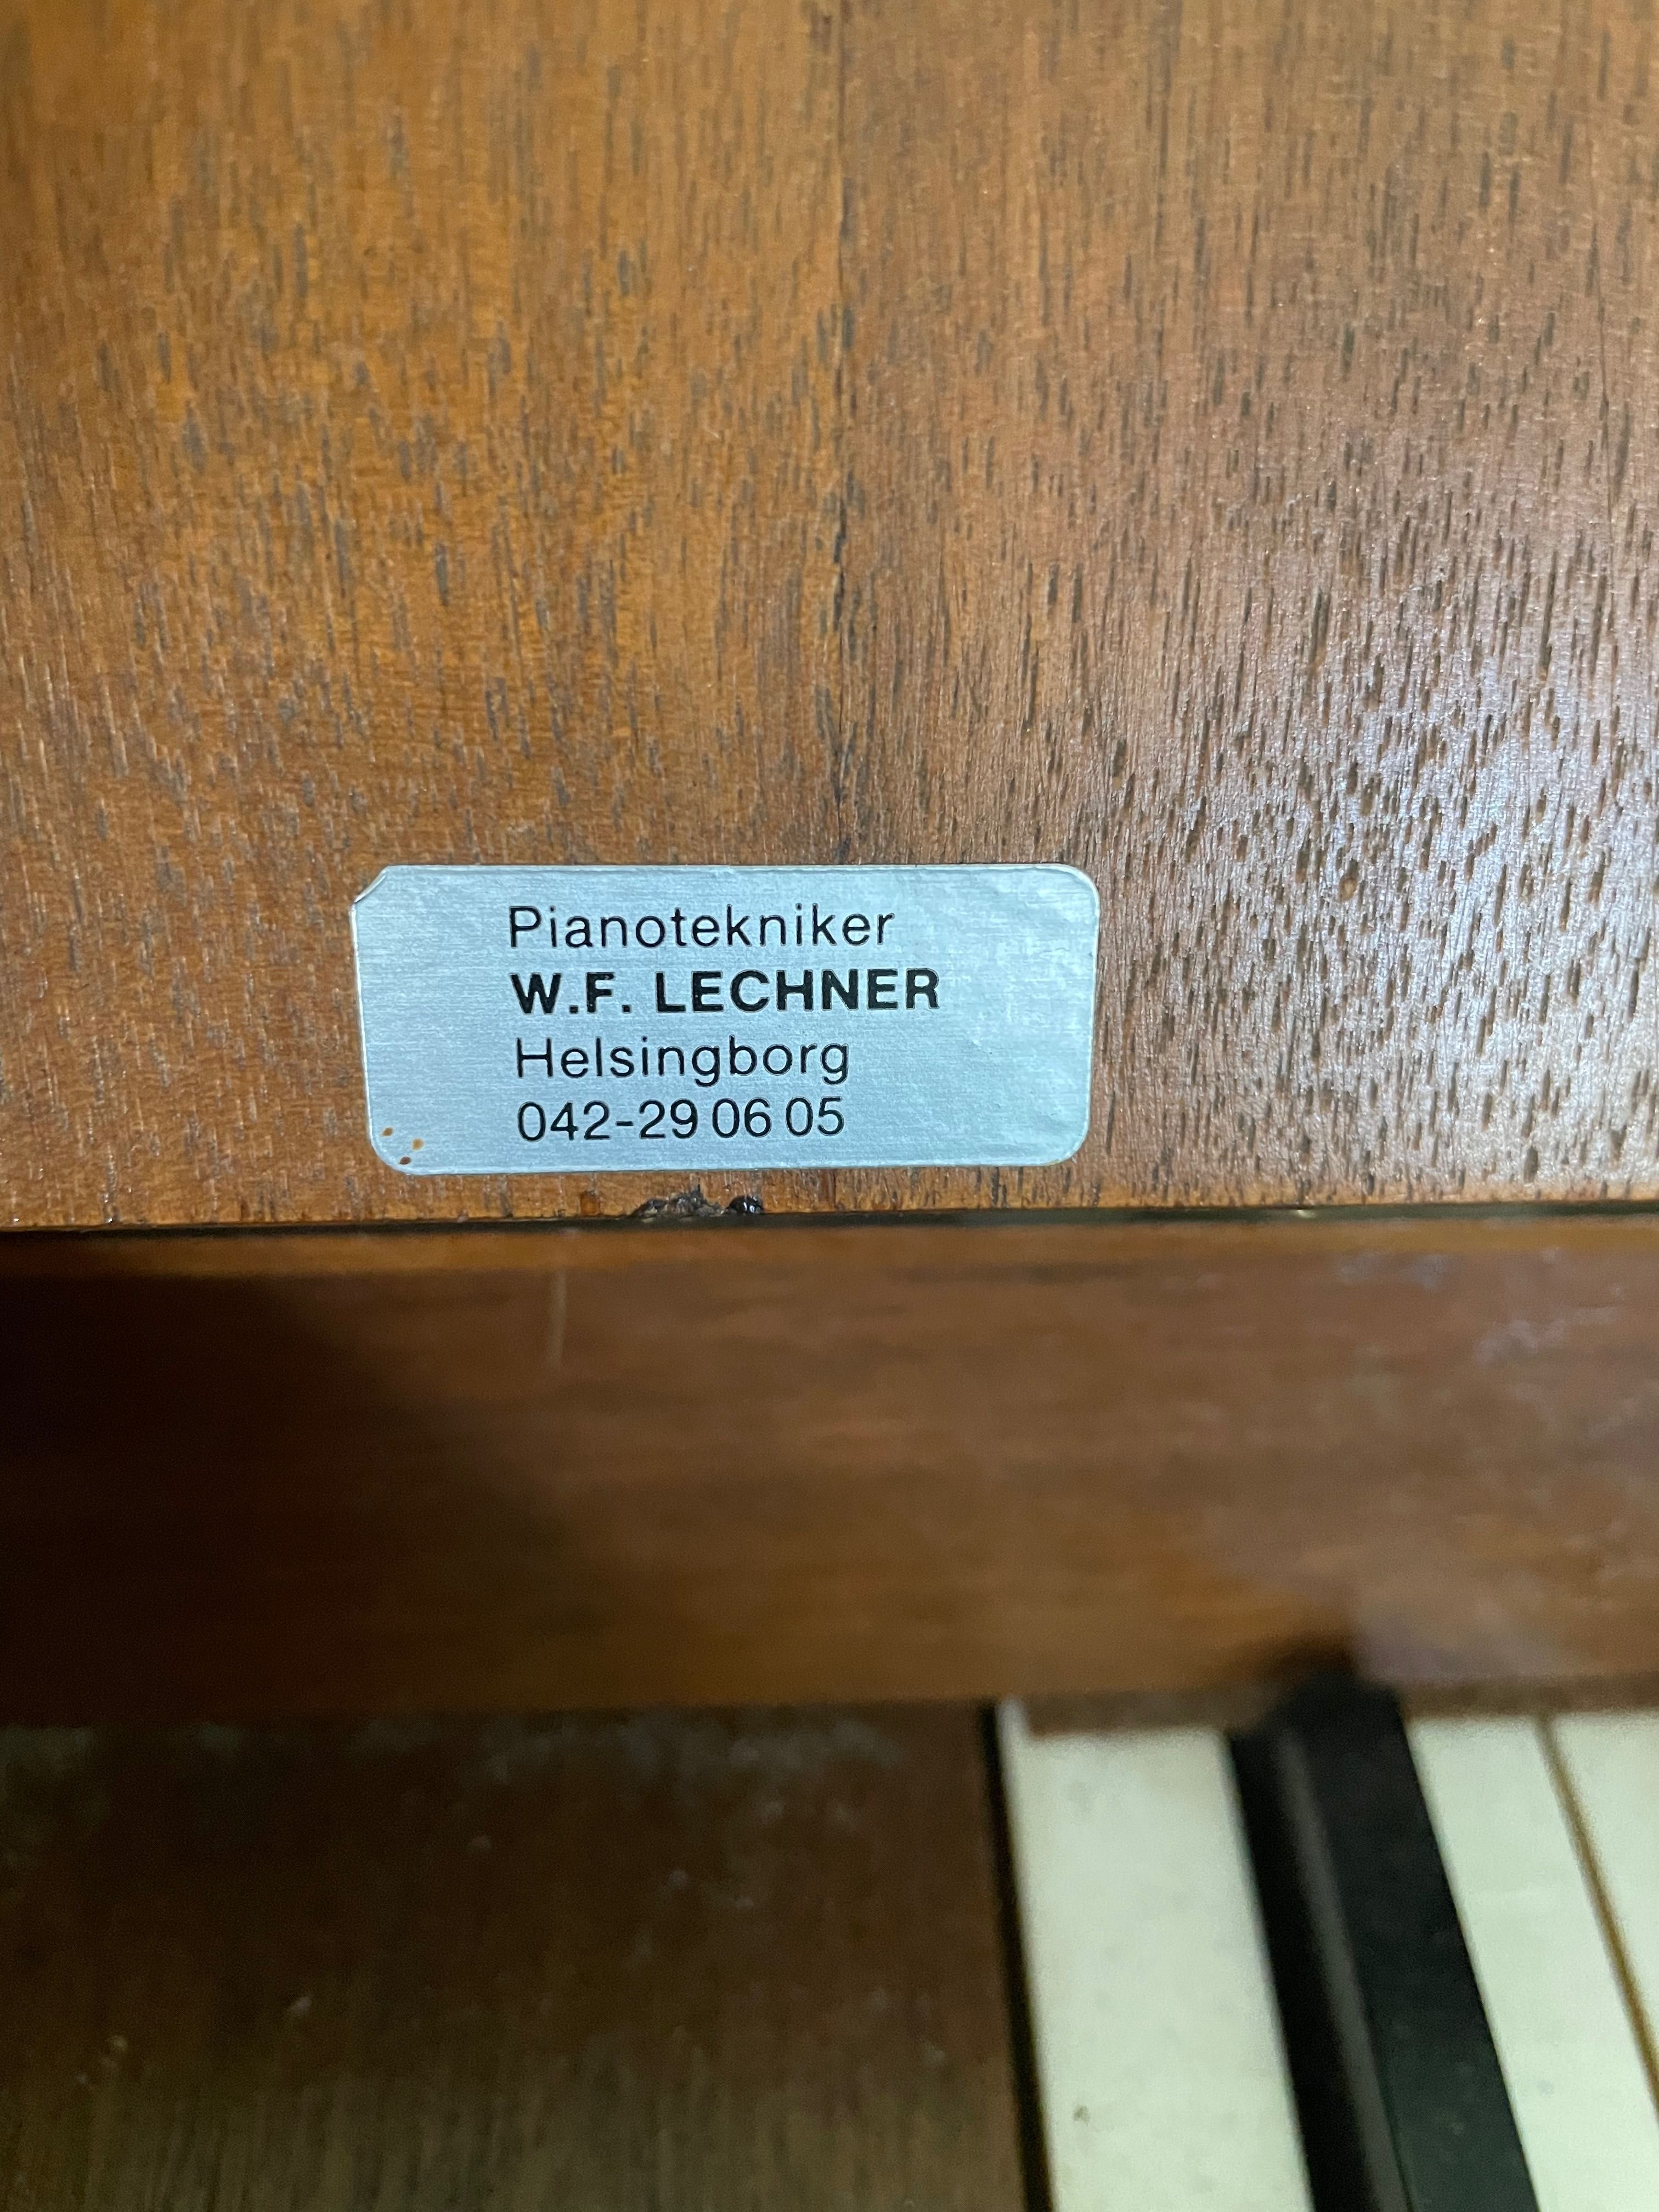 Pianotekniker
W.F. LECHNER
Helsingborg
042-29 06 05